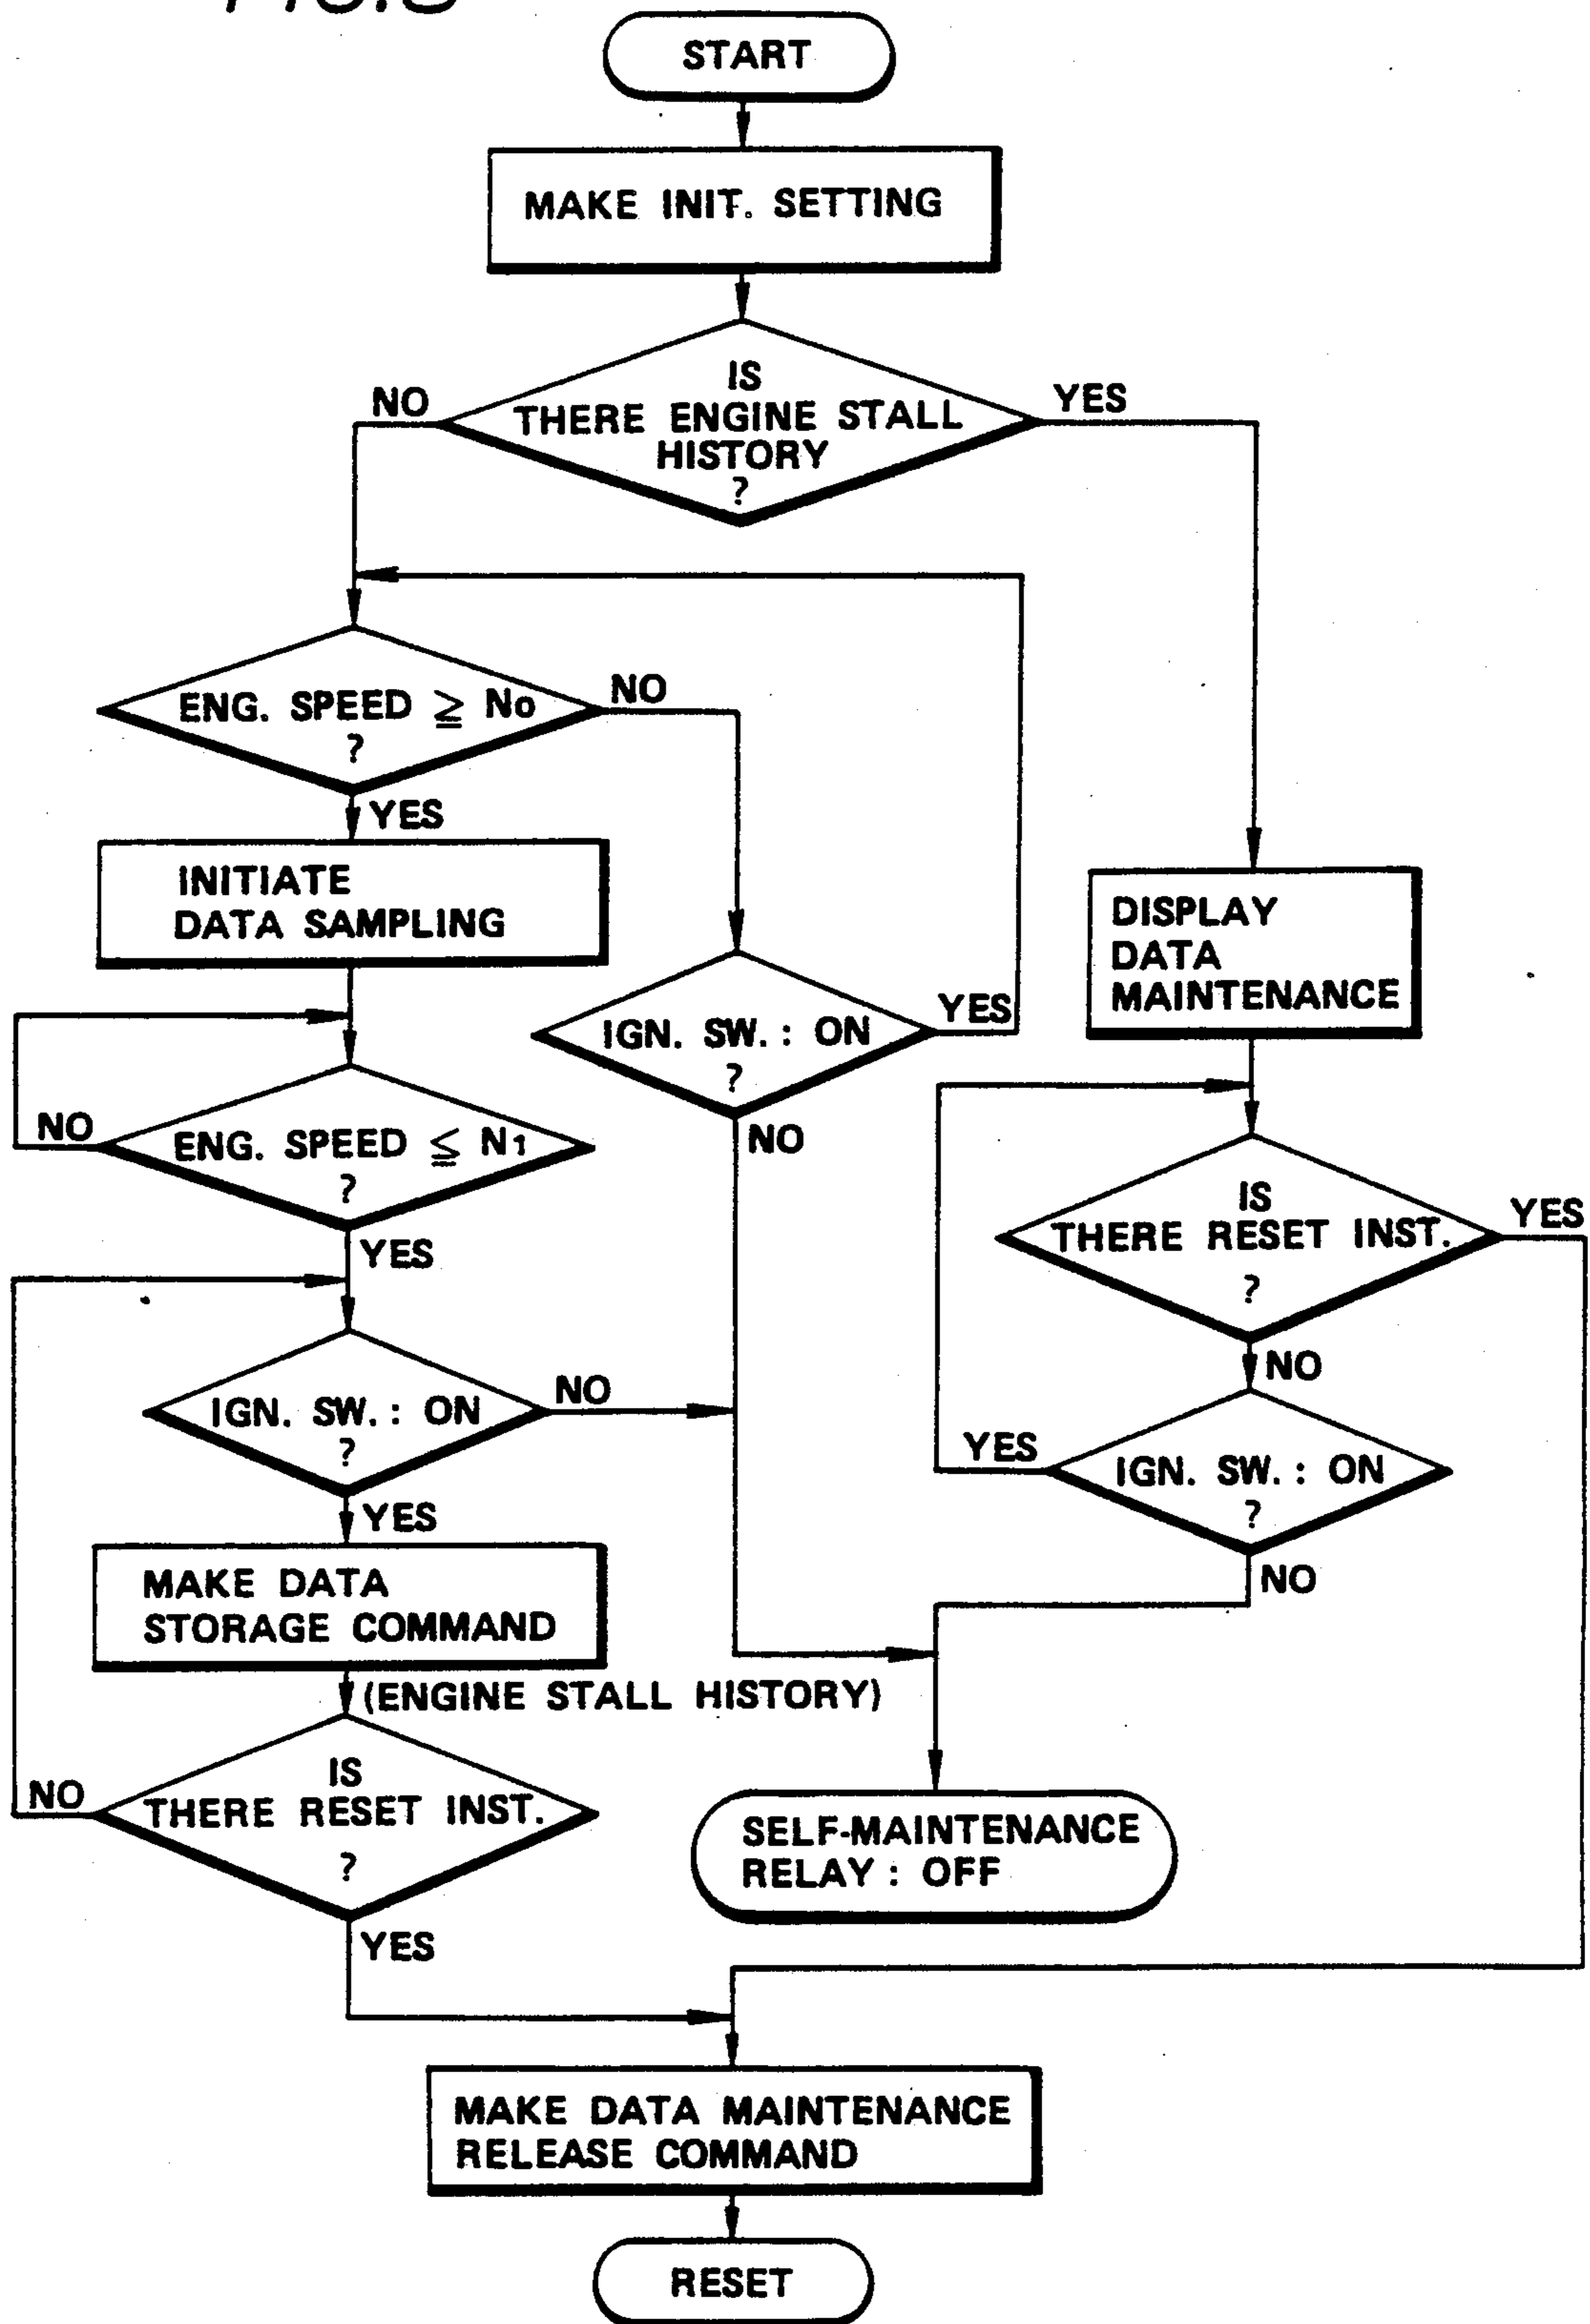 START
MAKE INIT. SETTING
IS
THERE ENGINE STALL
HISTORY
?
NO
YES
ENG. SPEED ≧ No
?
NO
YES
INITIATE
DATA SAMPLING
DISPLAY
DATA
MAINTENANCE
IGN. SW. : ON
?
YES
NO
ENG. SPEED ≦ N1
?
NO
YES
IS
THERE RESET INST.
?
YES
NO
IGN. SW. : ON
?
NO
YES
IGN. SW. : ON
?
YES
NO
MAKE DATA
STORAGE COMMAND
(ENGINE STALL HISTORY)
IS
THERE RESET INST.
?
NO
YES
SELF-MAINTENANCE
RELAY : OFF
MAKE DATA MAINTENANCE
RELEASE COMMAND
RESET